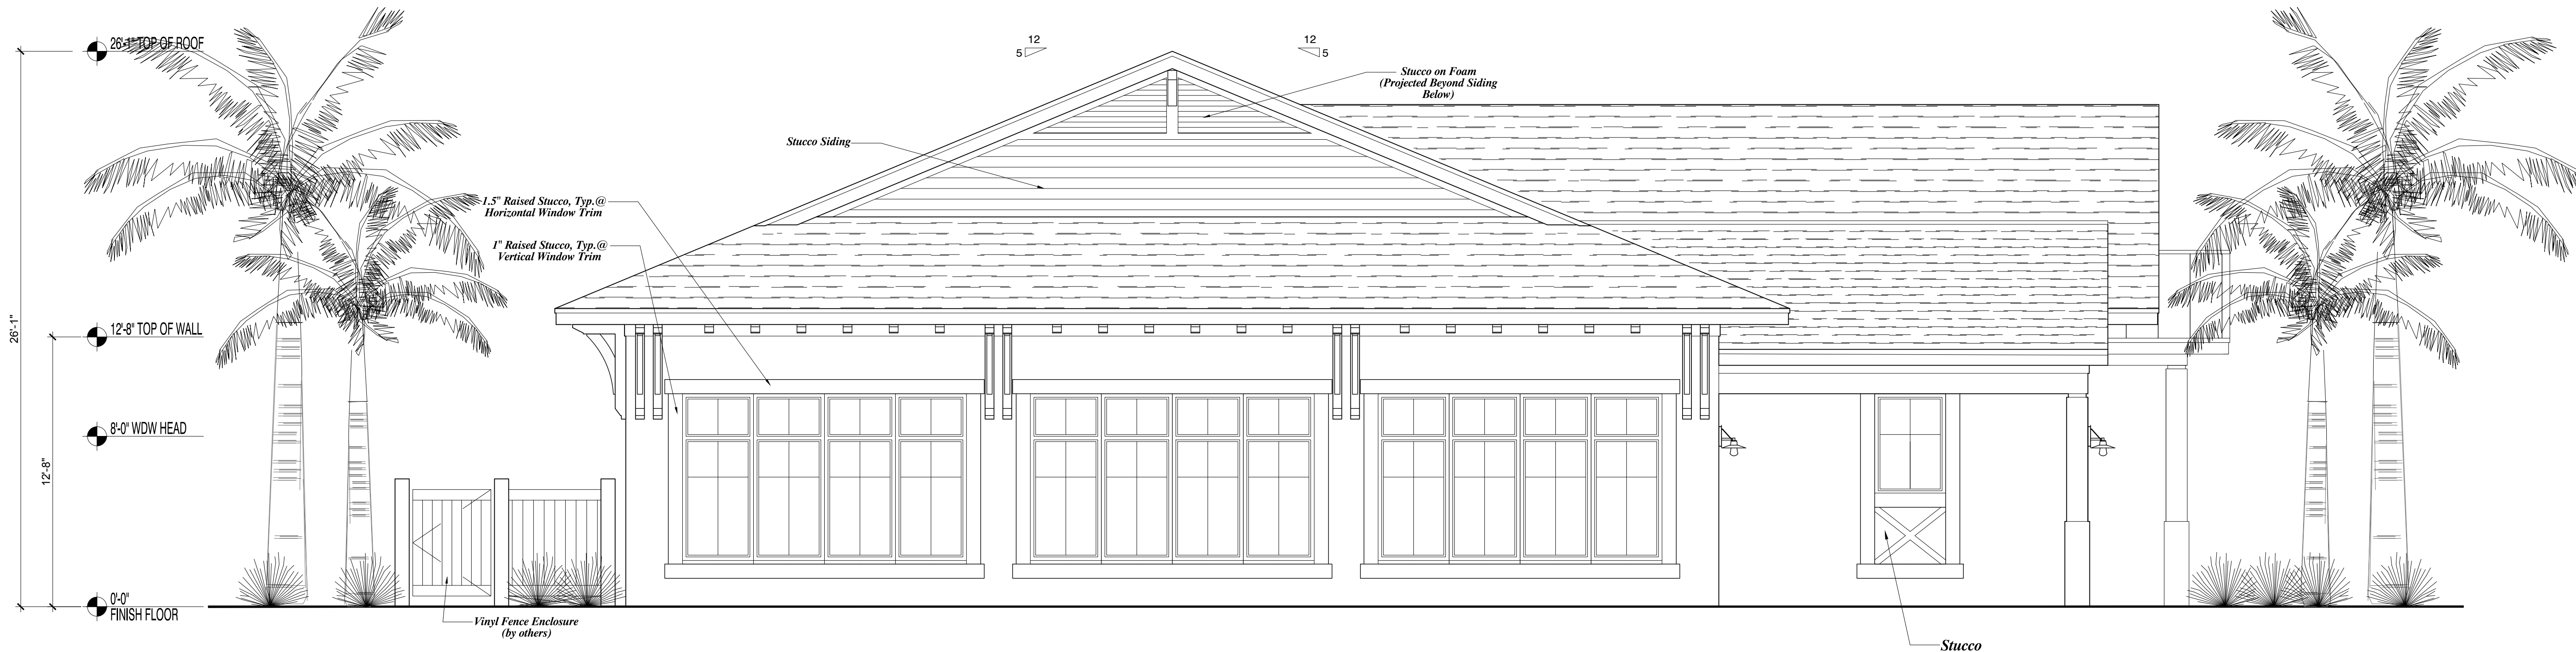 26'-1" TOP OF ROOF
12
5
12
5
Stucco on Foam
(Projected Beyond Siding
Below)
Stucco Siding
1.5" Raised Stucco, Typ.@
Horizontal Window Trim
1" Raised Stucco, Typ.@
Vertical Window Trim
26'-1"
12'-8" TOP OF WALL
8'-0" WDW HEAD
12'-8"
0'-0"
FINISH FLOOR
Vinyl Fence Enclosure
(by others)
Stucco